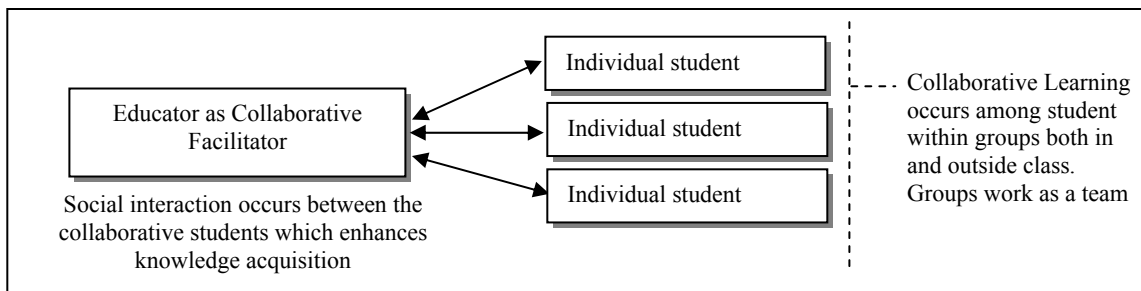 Educator as Collaborative
Facilitator
Social interaction occurs between the
collaborative students which enhances
knowledge acquisition
Individual student
Individual student
Individual student
Collaborative Learning
occurs among student
within groups both in
and outside class.
Groups work as a team